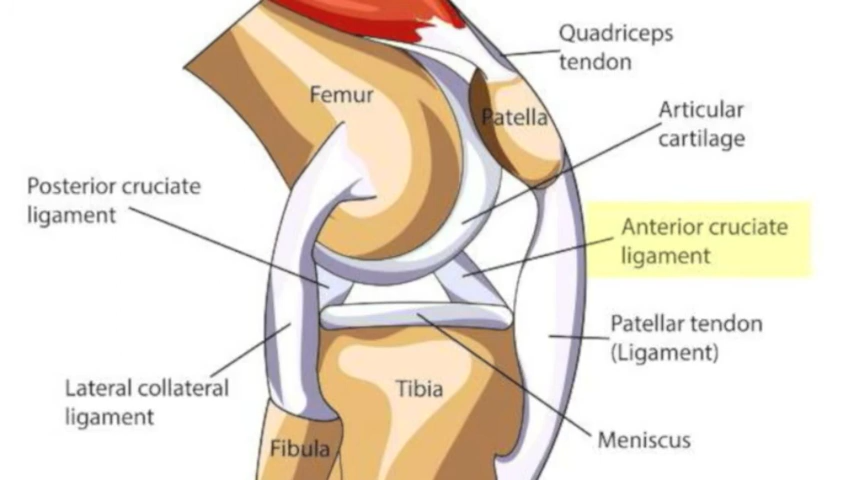 Quadriceps
tendon
Femur
Patella
Articular
cartilage
Posterior cruciate
ligament
Anterior cruciate
ligament
Patellar tendon
(Ligament)
Lateral collateral
ligament
Tibia
Meniscus
Fibula